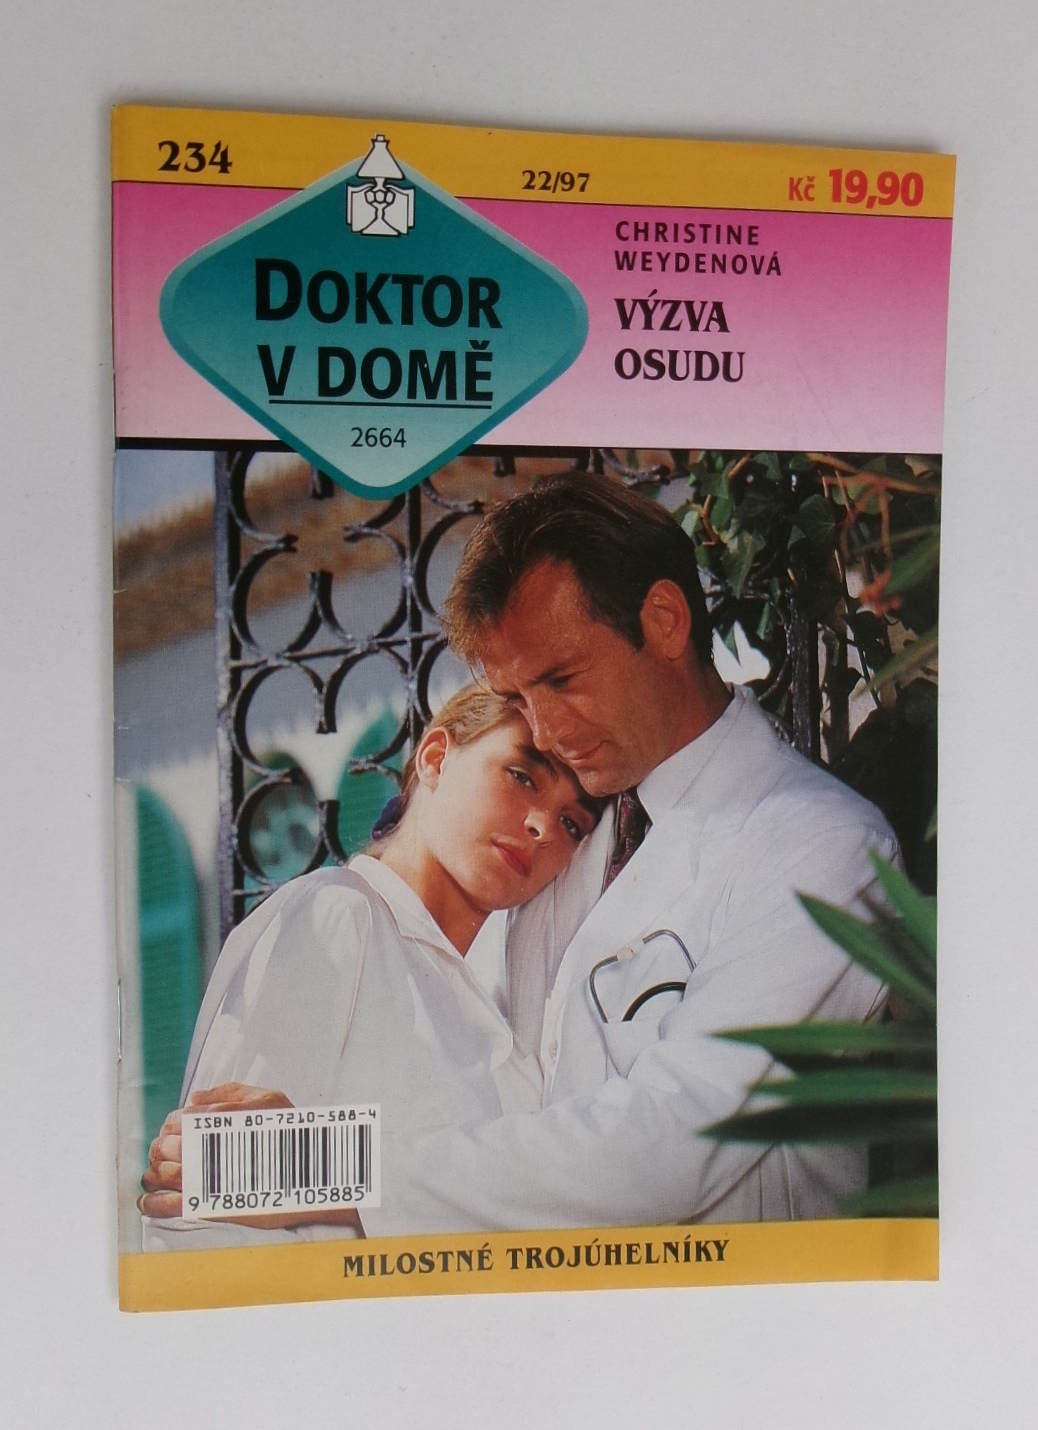 234
22/97
Kč 19,90
DOKTOR
V DOMĚ
2664
CHRISTINE
WEYDENOVÁ
VÝZVA
OSUDU
ISBN 80-7210-588-4
9 788072 105885
MILOSTNÉ TROJÚHELNÍKY